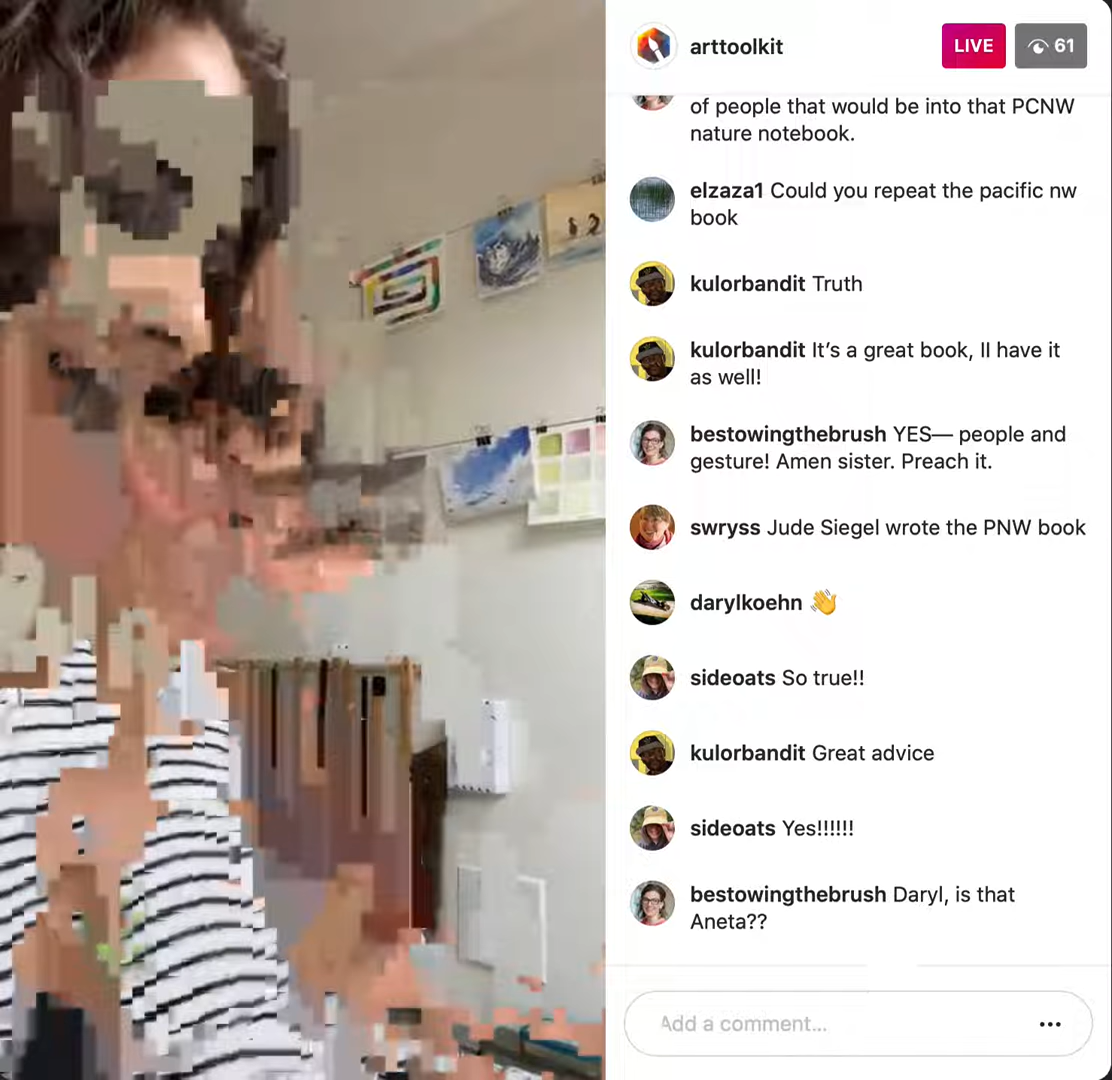 arttoolkit
LIVE
61
of people that would be into that PCNW
nature notebook.
elzaza1 Could you repeat the pacific nw
book
kulorbandit Truth
kulorbandit It’s a great book, II have it
as well!
bestowingthebrush YES— people and
gesture! Amen sister. Preach it.
swryss Jude Siegel wrote the PNW book
darylkoehn 👋
sideoats So true!!
kulorbandit Great advice
sideoats Yes!!!!!!
bestowingthebrush Daryl, is that
Aneta??
Add a comment...